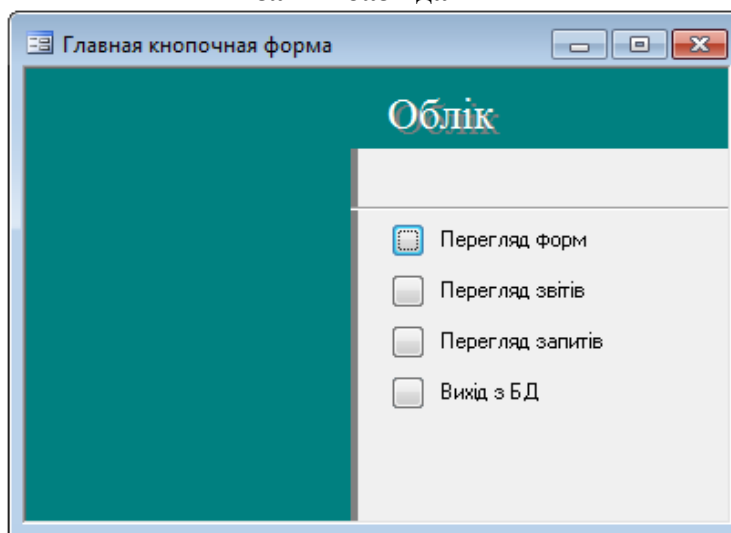 Главная кнопочная форма
Облік
Перегляд форм
Перегляд звітів
Перегляд запитів
Вихід з БД